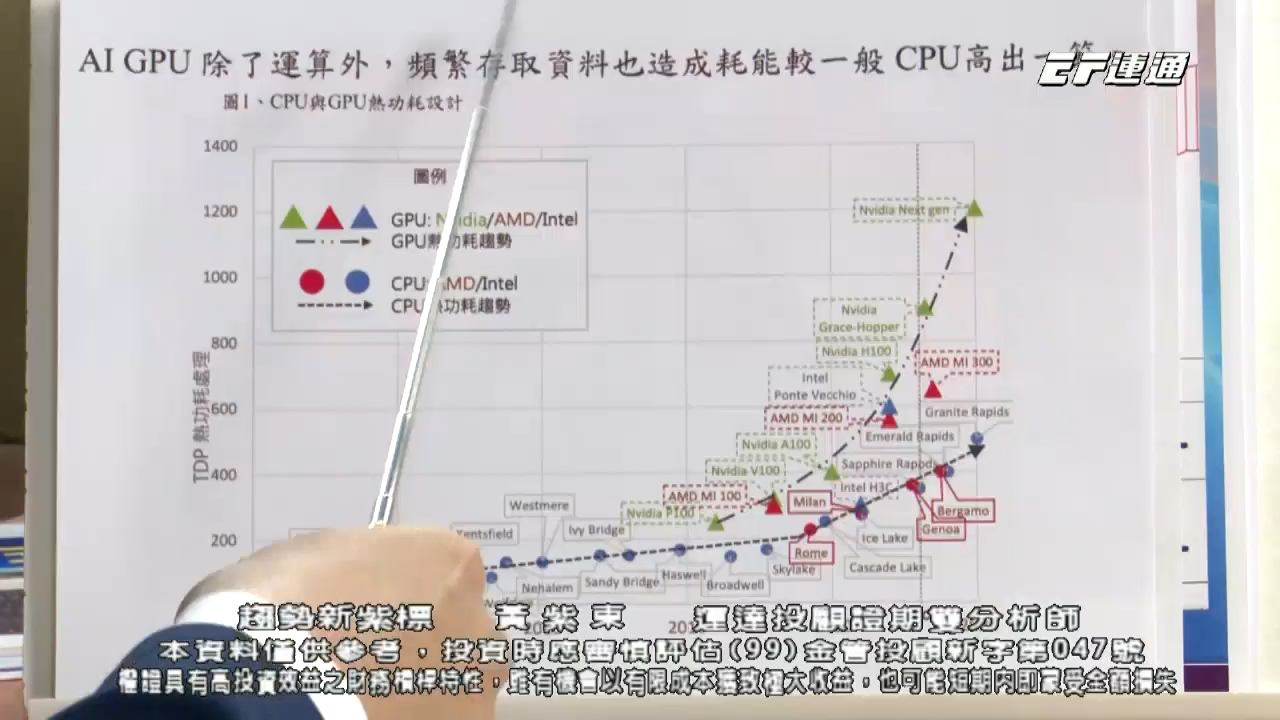 AI GPU 除了運算外，頻繁存取資料也造成耗能較一般 CPU高出一等
EF運通
圖1、CPU與GPU熱功耗設計
1400
1200
1000
800
600
400
200
TDP 熱功耗處理
圖例
GPU: Nvidia/AMD/Intel
GPU熱功耗趨勢
CPU: AMD/Intel
CPU熱功耗趨勢
Nvidia Next gen
Nvidia
Grace-Hopper
Nvidia H100
AMD MI 300
Intel
Ponte Vecchio
Granite Rapids
AMD MI 200
Emerald Rapids
Nvidia A100
Sapphire Rapods
Nvidia V100
Intel H3C
AMD MI 100
Milan
Westmere
Nvidia P100
Bergamo
Kentsfield
Ivy Bridge
Genoa
Ice Lake
Rome
Cascade Lake
Skylake
Haswell
Nehalem
Sandy Bridge
Broadwell
趨勢新紫標 黃紫東 運達投顧證期雙分析師
本資料僅供參考，投資時應審慎評估(99)金管投顧新字第047號
權證具有高投資效益之財務槓桿特性，雖有機會以有限成本獲致極大收益，也可能短期內即蒙受全額損失